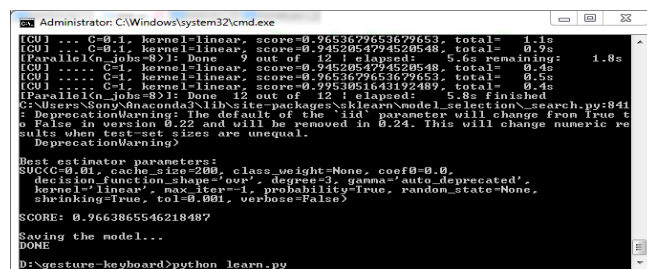 Administrator: C:\Windows\system32\cmd.exe
[CV] ... C=0.1, kernel=linear, score=0.9653679653679653, total=   1.1s
[CV] ... C=0.1, kernel=linear, score=0.9452054794520548, total=   0.9s
[Parallel(n_jobs=8)]: Done   9 out of  12 | elapsed:    5.6s remaining:    1.8s
[CV] ..... C=1, kernel=linear, score=0.9452054794520548, total=   0.4s
[CV] ..... C=1, kernel=linear, score=0.9653679653679653, total=   0.5s
[CV] ..... C=1, kernel=linear, score=0.9953051643192489, total=   0.4s
[Parallel(n_jobs=8)]: Done  12 out of  12 | elapsed:    5.8s finished
C:\Users\Sony\Anaconda3\lib\site-packages\sklearn\model_selection\_search.py:841
: DeprecationWarning: The default of the `iid` parameter will change from True t
o False in version 0.22 and will be removed in 0.24. This will change numeric re
sults when test-set sizes are unequal.
  DeprecationWarning)
Best estimator parameters:
SVC(C=0.01, cache_size=200, class_weight=None, coef0=0.0,
  decision_function_shape='ovr', degree=3, gamma='auto_deprecated',
  kernel='linear', max_iter=-1, probability=True, random_state=None,
  shrinking=True, tol=0.001, verbose=False)
SCORE: 0.9663865546218487
Saving the model...
DONE
D:\gesture-keyboard>python learn.py